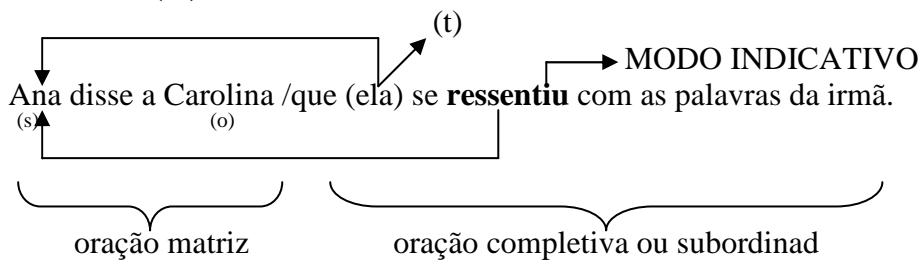 (t)
MODO INDICATIVO
Ana disse a Carolina /que (ela) se ressentiu com as palavras da irmã.
(s) (o)
oração matriz oração completiva ou subordinad